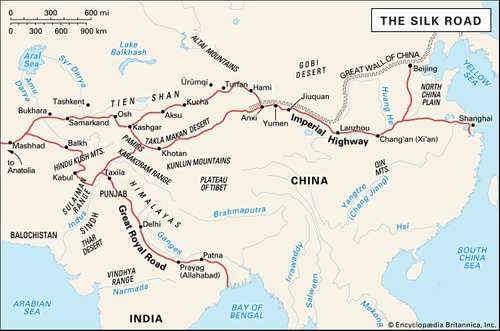 0 300 600 mi
0 450 900 km
THE SILK ROAD
Aral
Sea
Syr Darya
Amu
Darya
Lake
Balkhash
ALTAI MOUNTAINS
GOBI
DESERT
GREAT WALL OF CHINA
Beijing
YELLOW
SEA
NORTH
CHINA
PLAIN
Huang He
Ürümqi
Turfan
Hami
TIEN SHAN
Kucha
Aksu
Tashkent
Bukhara
Samarkand
Osh
Kashgar
TAKLA MAKAN DESERT
Anxi
Yumen
Jiuquan
Imperial
Highway
Lanzhou
Chang'an (Xi'an)
Shanghai
Mashhad
to
Anatolia
Balkh
PAMIRS
Khotan
HINDU KUSH MTS.
KARAKORAM RANGE
KUNLUN MOUNTAINS
Kabul
Taxila
PUNJAB
SULAIMAN
RANGE
Indus
HIMALAYAS
PLATEAU
OF TIBET
CHINA
QIN
MTS.
Yangtze
(Chang Jiang)
BALOCHISTAN
SINDH
THAR
DESERT
Great Royal Road
Delhi
Ganges
Brahmaputra
Patna
Prayag
(Allahabad)
VINDHYA
RANGE
Narmada
Hsi
Irrawaddy
Salween
Mekong
ARABIAN
SEA
INDIA
BAY OF
BENGAL
SOUTH
CHINA
SEA
© Encyclopædia Britannica, Inc.